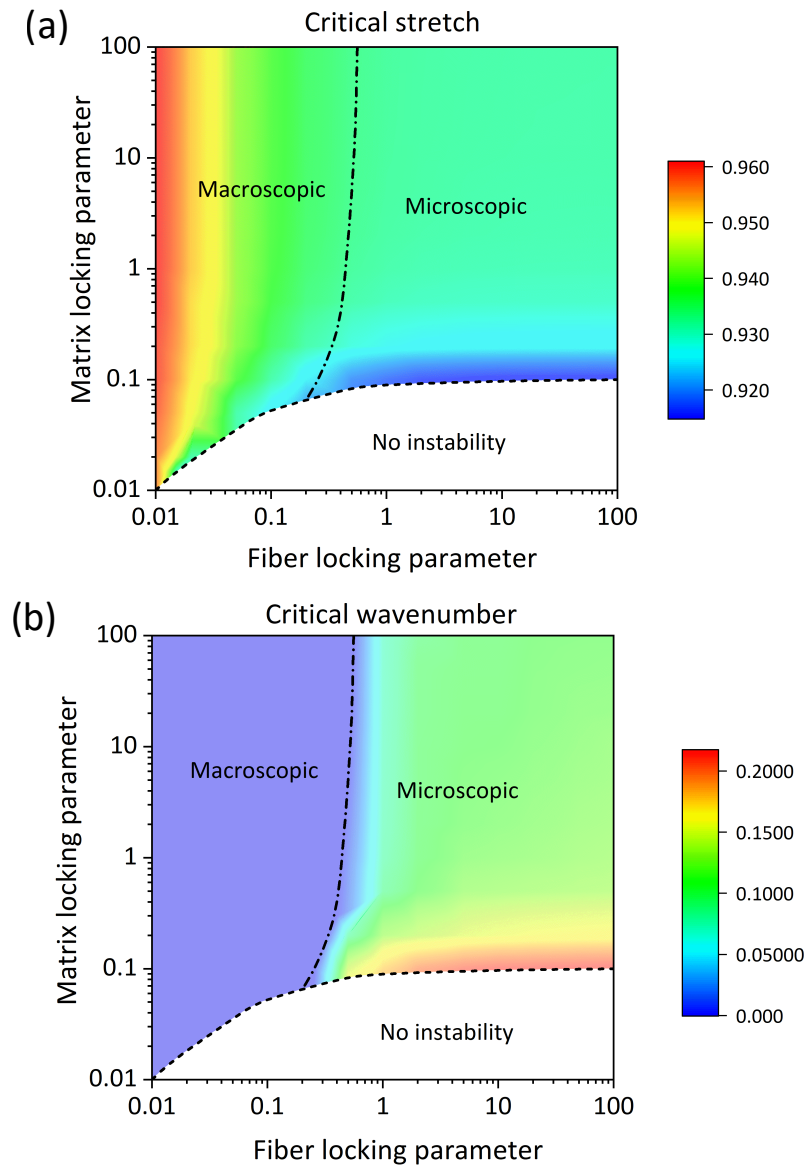 (a)
Critical stretch
Matrix locking parameter
100
10
1
0.1
0.01
Macroscopic
Microscopic
No instability
0.01
0.1
1
10
100
Fiber locking parameter
0.960
0.950
0.940
0.930
0.920
(b)
Critical wavenumber
Matrix locking parameter
100
10
1
0.1
0.01
Macroscopic
Microscopic
No instability
0.01
0.1
1
10
100
Fiber locking parameter
0.2000
0.1500
0.1000
0.05000
0.000